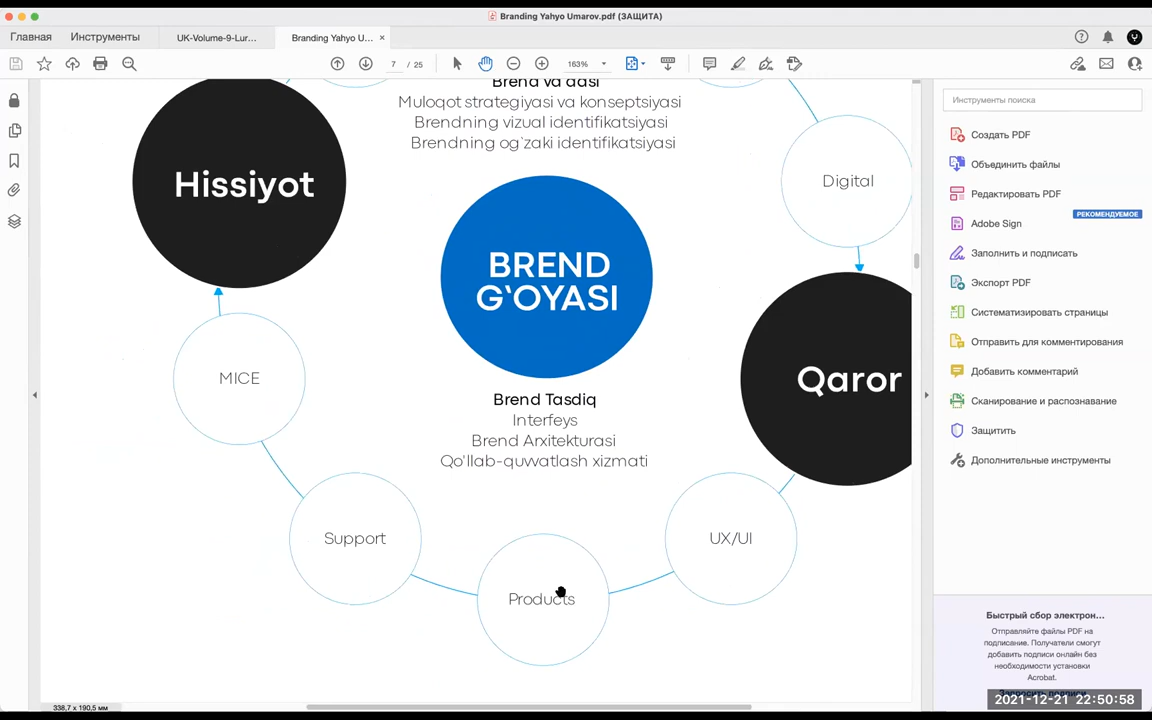 Branding Yahyo Umarov.pdf (ЗАЩИТА)
Главная
Инструменты
UK-Volume-9-Lur...
Branding Yahyo U...
×
7 / 25
163%
Brend va'dasi
Muloqot strategiyasi va konseptsiyasi
Brendning vizual identifikatsiyasi
Brendning og`zaki identifikatsiyasi
Hissiyot
Digital
BREND
G‘OYASI
Qaror
MICE
Brend Tasdiq
Interfeys
Brend Arxitekturasi
Qo'llab-quvvatlash xizmati
Support
Products
UX/UI
338,7 x 190,5 мм
Инструменты поиска
Создать PDF
Объединить файлы
Редактировать PDF
РЕКОМЕНДУЕМОЕ
Adobe Sign
Заполнить и подписать
Экспорт PDF
Систематизировать страницы
Отправить для комментирования
Добавить комментарий
Сканирование и распознавание
Защитить
Дополнительные инструменты
Быстрый сбор электрон...
Отправляйте файлы PDF на
подписание. Получатели смогут
добавить подписи онлайн без
необходимости установки
Acrobat.
2021-12-21 22:50:58